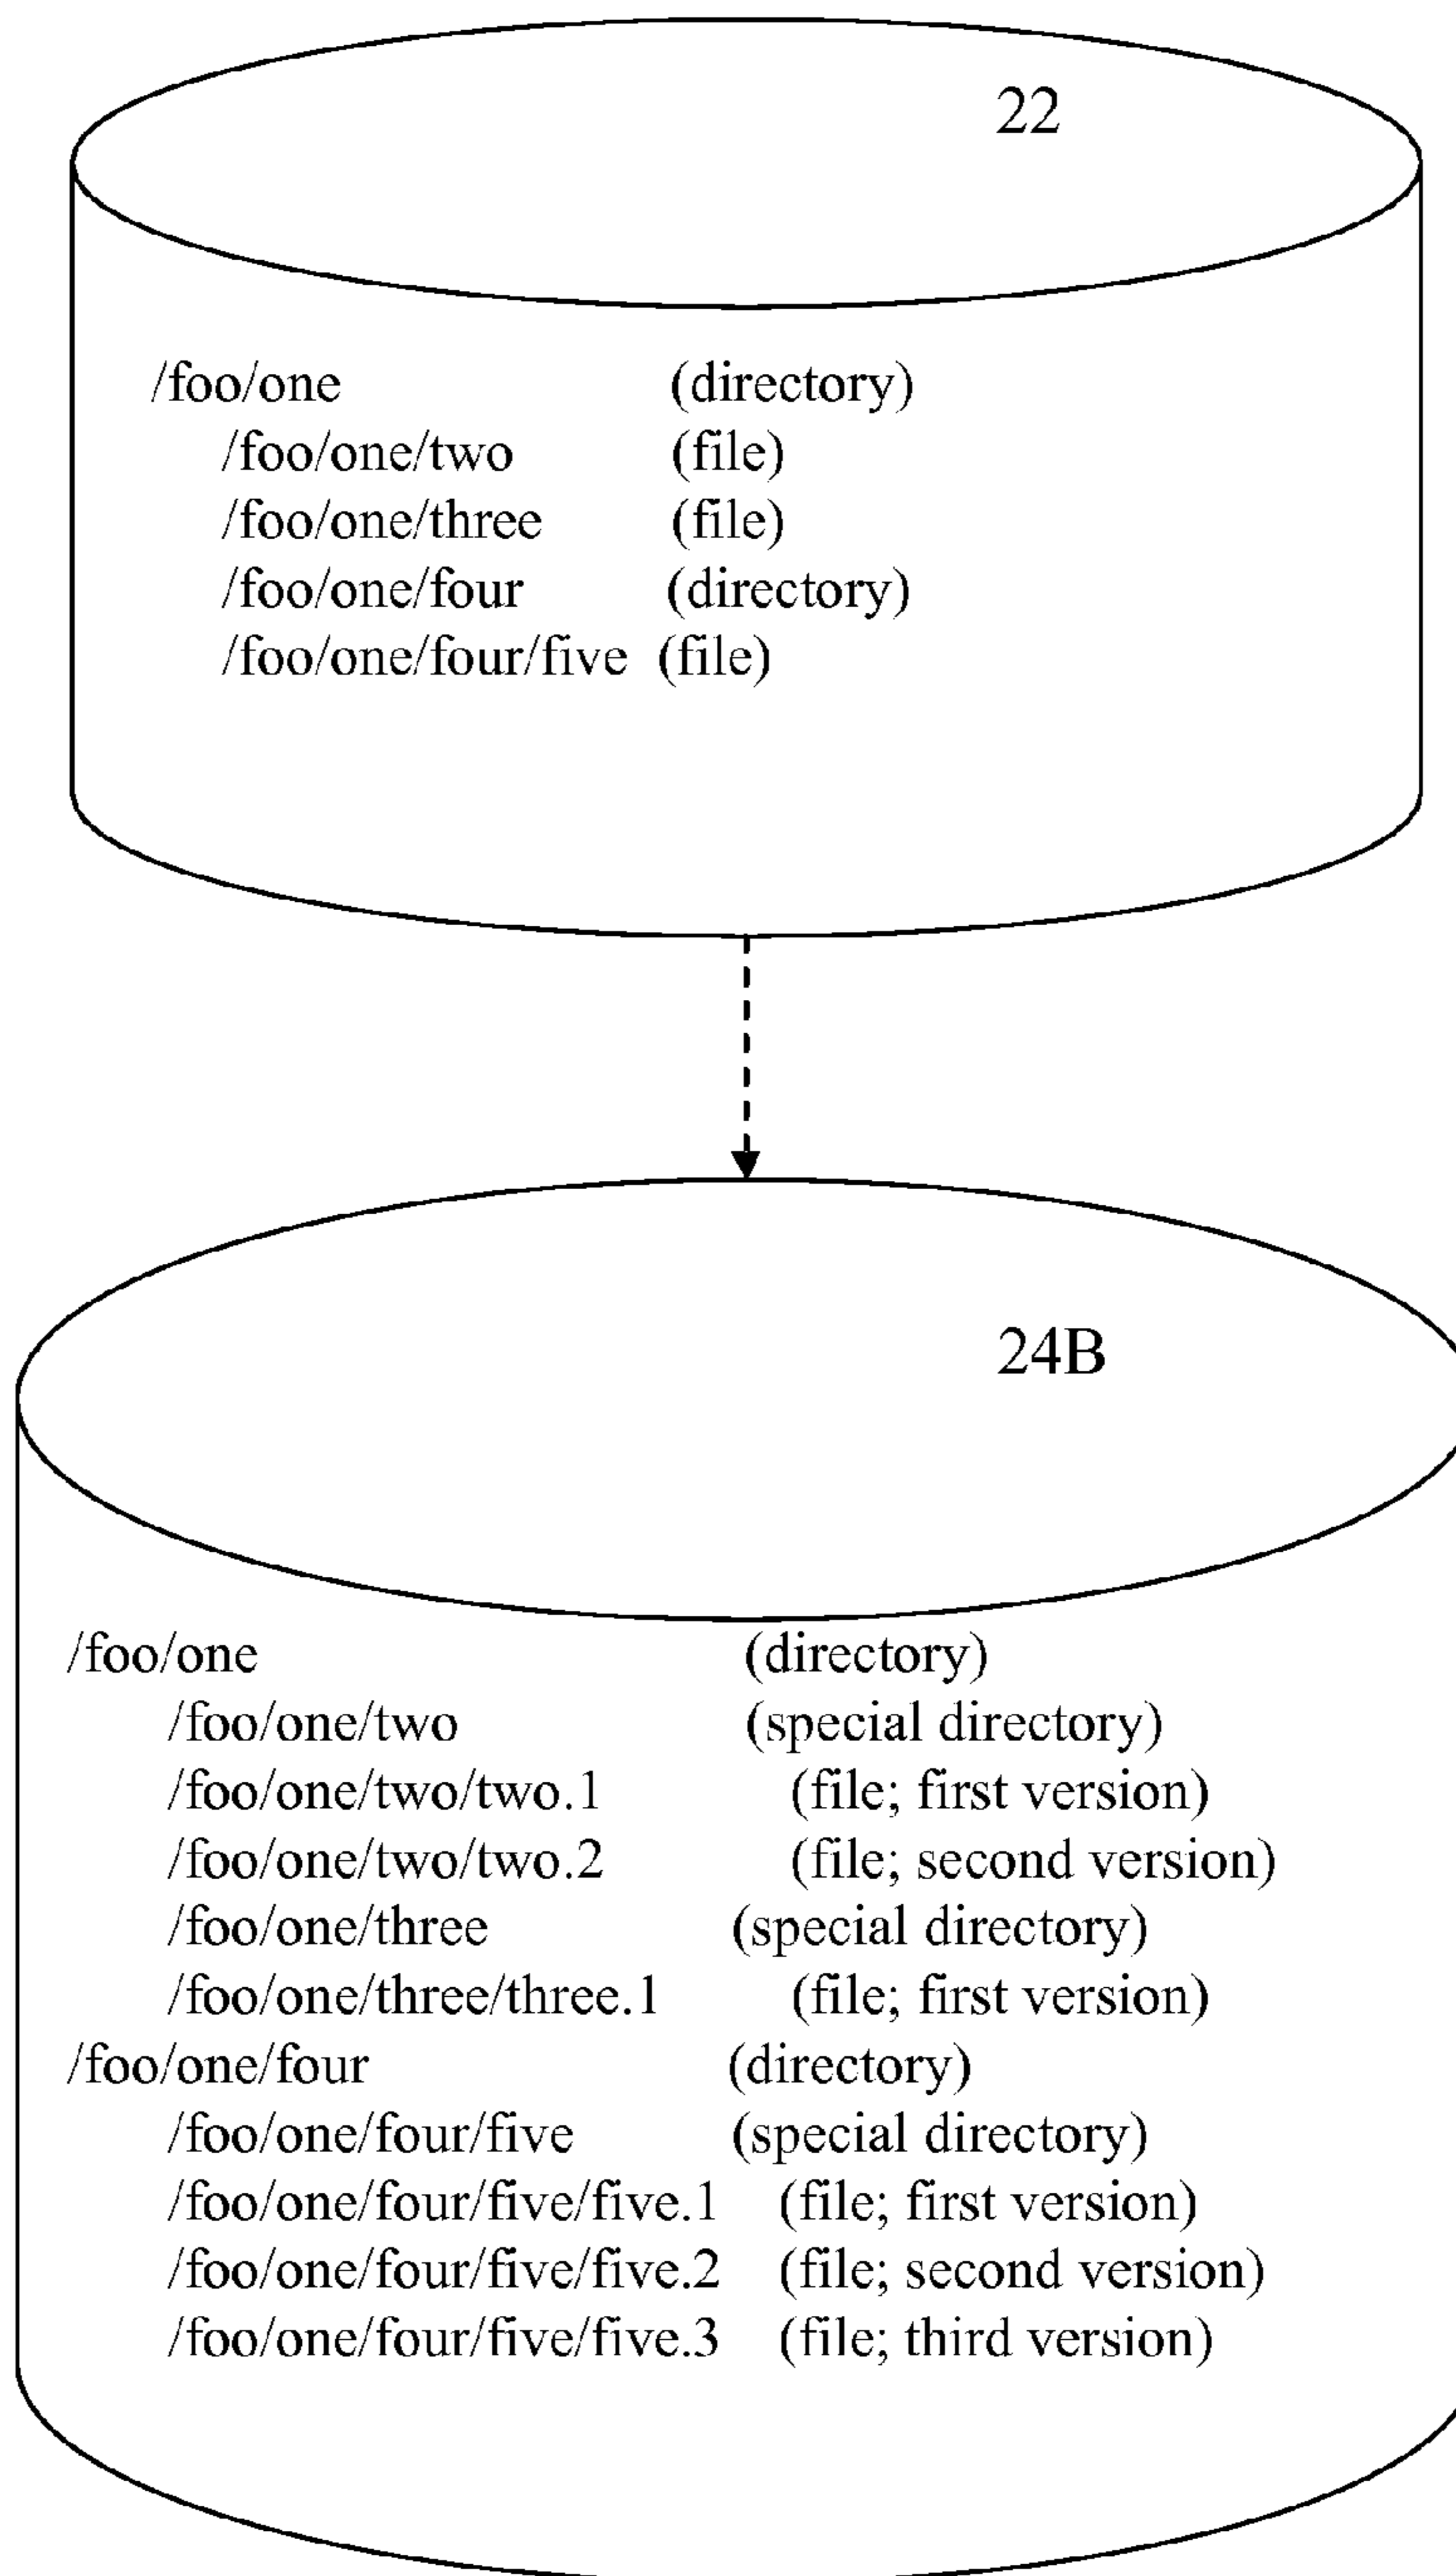 22
/foo/one (directory)
/foo/one/two (file)
/foo/one/three (file)
/foo/one/four (directory)
/foo/one/four/five (file)
24B
/foo/one (directory)
/foo/one/two (special directory)
/foo/one/two/two.1 (file; first version)
/foo/one/two/two.2 (file; second version)
/foo/one/three (special directory)
/foo/one/three/three.1 (file; first version)
/foo/one/four (directory)
/foo/one/four/five (special directory)
/foo/one/four/five/five.1 (file; first version)
/foo/one/four/five/five.2 (file; second version)
/foo/one/four/five/five.3 (file; third version)